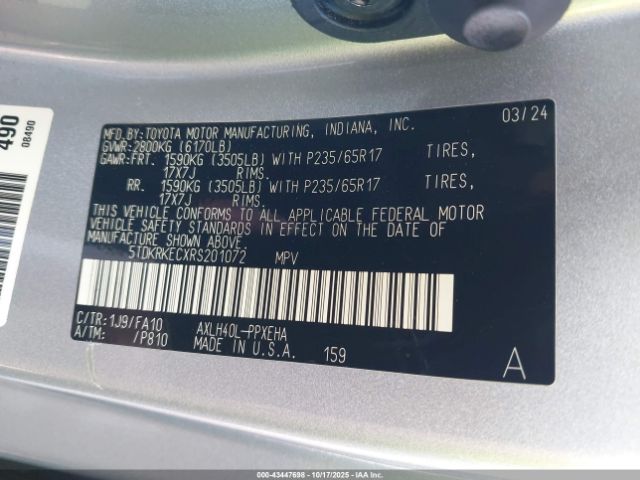 490
08490
MFD.BY:TOYOTA MOTOR MANUFACTURING, INDIANA, INC. 03/24
GVWR:2800KG (6170LB)
GAWR:FRT. 1590KG (3505LB) WITH P235/65R17 TIRES,
17X7J RIMS.
RR. 1590KG (3505LB) WITH P235/65R17 TIRES,
17X7J RIMS.
THIS VEHICLE CONFORMS TO ALL APPLICABLE FEDERAL MOTOR
VEHICLE SAFETY STANDARDS IN EFFECT ON THE DATE OF
MANUFACTURE SHOWN ABOVE.
5TDKRKECXRS201072 MPV
C/TR:1J9/FA10 AXLH40L-PPXEHA
A/TM: /P810 MADE IN U.S.A. 159 A
000-43447698 - 10/17/2025 - IAAI.com